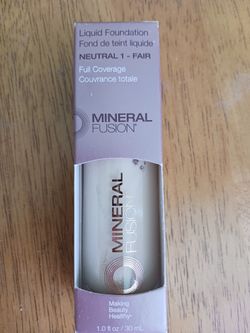 Liquid Foundation
Fond de teint liquide
NEUTRAL 1 - FAIR
Full Coverage
Couvrance totale
MINERAL
FUSION®
MINERAL
FUSION
Making
Beauty
Healthy®
1.0 fl oz / 30 mL